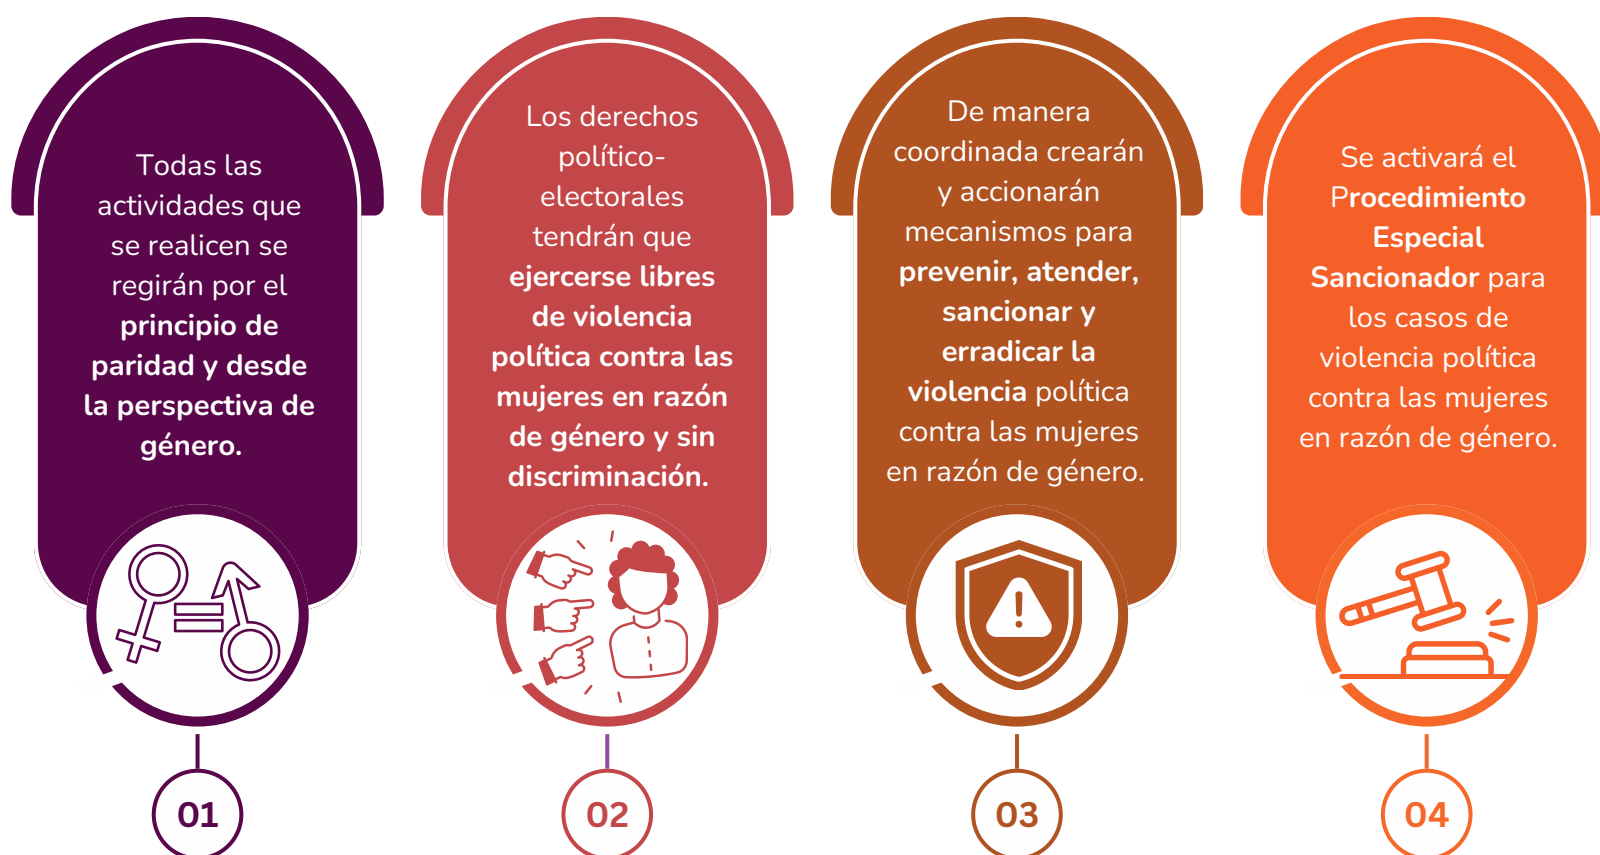 Todas las
actividades que
se realicen se
regirán por el
principio de
paridad y desde
la perspectiva de
género.
01
Los derechos
político-
electorales
tendrán que
ejercerse libres
de violencia
política contra las
mujeres en razón
de género y sin
discriminación.
02
De manera
coordinada crearán
y accionarán
mecanismos para
prevenir, atender,
sancionar y
erradicar la
violencia política
contra las mujeres
en razón de género.
03
Se activará el
Procedimiento
Especial
Sancionador para
los casos de
violencia política
contra las mujeres
en razón de género.
04